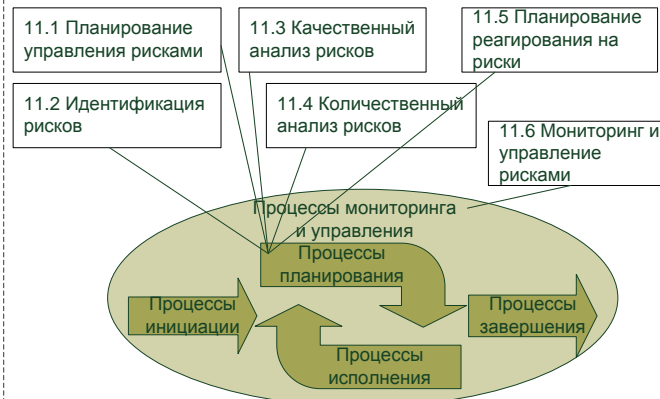 11.1 Планирование
управления рисками
11.3 Качественный
анализ рисков
11.5 Планирование
реагирования на
риски
11.2 Идентификация
рисков
11.4 Количественный
анализ рисков
11.6 Мониторинг и
управление
рисками
Процессы мониторинга
и управления
Процессы
планирования
Процессы
инициации
Процессы
завершения
Процессы
исполнения